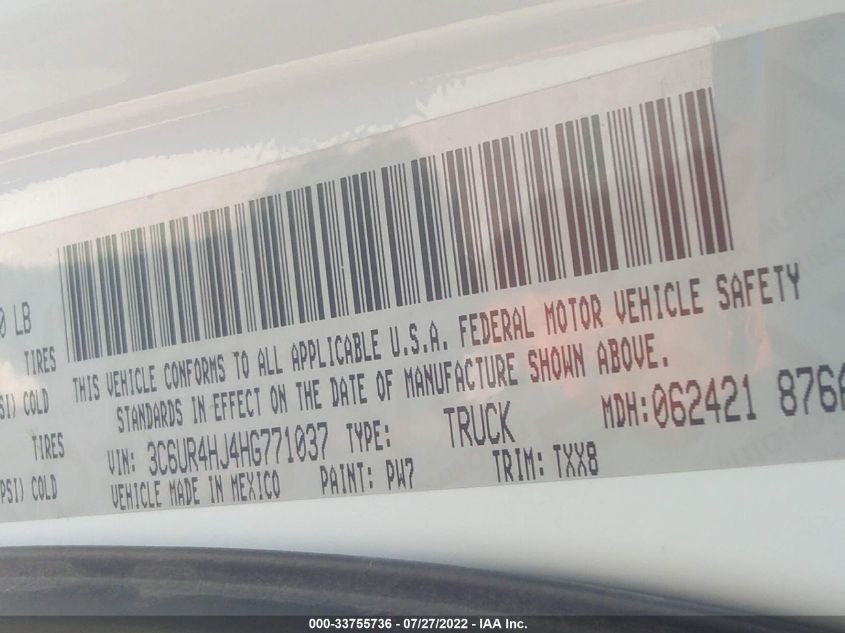 0 LB
TIRES
SI) COLD
TIRES
PSI) COLD
THIS VEHICLE CONFORMS TO ALL APPLICABLE U.S.A. FEDERAL MOTOR VEHICLE SAFETY
STANDARDS IN EFFECT ON THE DATE OF MANUFACTURE SHOWN ABOVE.
MDH:062421 876
VIN: 3C6UR4HJ4HG771037 TYPE: TRUCK
VEHICLE MADE IN MEXICO PAINT: PW7 TRIM: TXX8
000-33755736 - 07/27/2022 - IAA Inc.